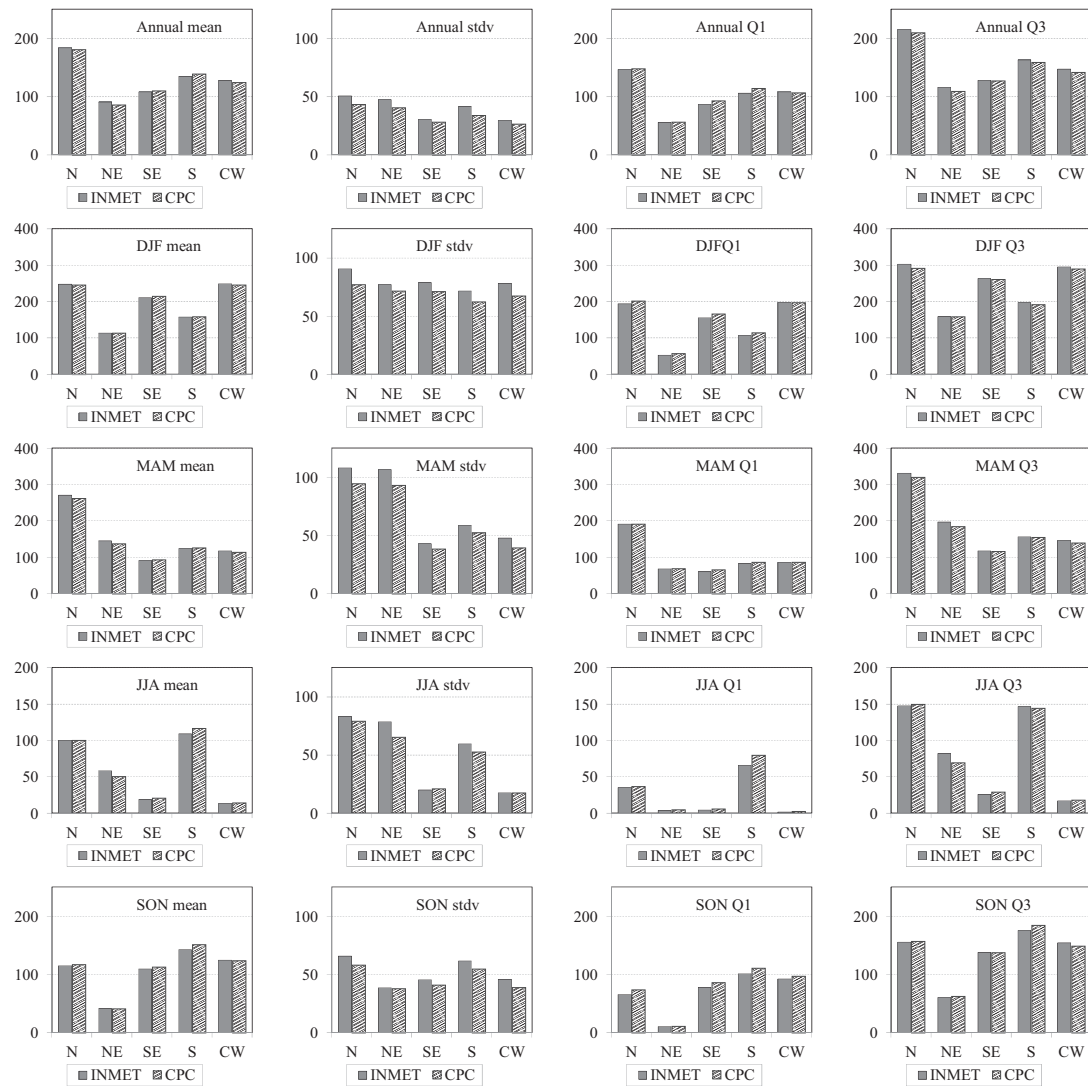 Annual mean
200
100
0
N NE SE S CW
INMET CPC
Annual stdv
100
50
0
N NE SE S CW
INMET CPC
Annual Q1
200
100
0
N NE SE S CW
INMET CPC
Annual Q3
200
100
0
N NE SE S CW
INMET CPC
DJF mean
400
300
200
100
0
N NE SE S CW
INMET CPC
DJF stdv
100
50
0
N NE SE S CW
INMET CPC
DJFQ1
400
300
200
100
0
N NE SE S CW
INMET CPC
DJF Q3
400
300
200
100
0
N NE SE S CW
INMET CPC
MAM mean
400
300
200
100
0
N NE SE S CW
INMET CPC
MAM stdv
100
50
0
N NE SE S CW
INMET CPC
MAM Q1
400
300
200
100
0
N NE SE S CW
INMET CPC
MAM Q3
400
300
200
100
0
N NE SE S CW
INMET CPC
JJA mean
200
150
100
50
0
N NE SE S CW
INMET CPC
JJA stdv
100
50
0
N NE SE S CW
INMET CPC
JJA Q1
200
150
100
50
0
N NE SE S CW
INMET CPC
JJA Q3
200
150
100
50
0
N NE SE S CW
INMET CPC
SON mean
200
100
0
N NE SE S CW
INMET CPC
SON stdv
100
50
0
N NE SE S CW
INMET CPC
SON Q1
200
100
0
N NE SE S CW
INMET CPC
SON Q3
200
100
0
N NE SE S CW
INMET CPC